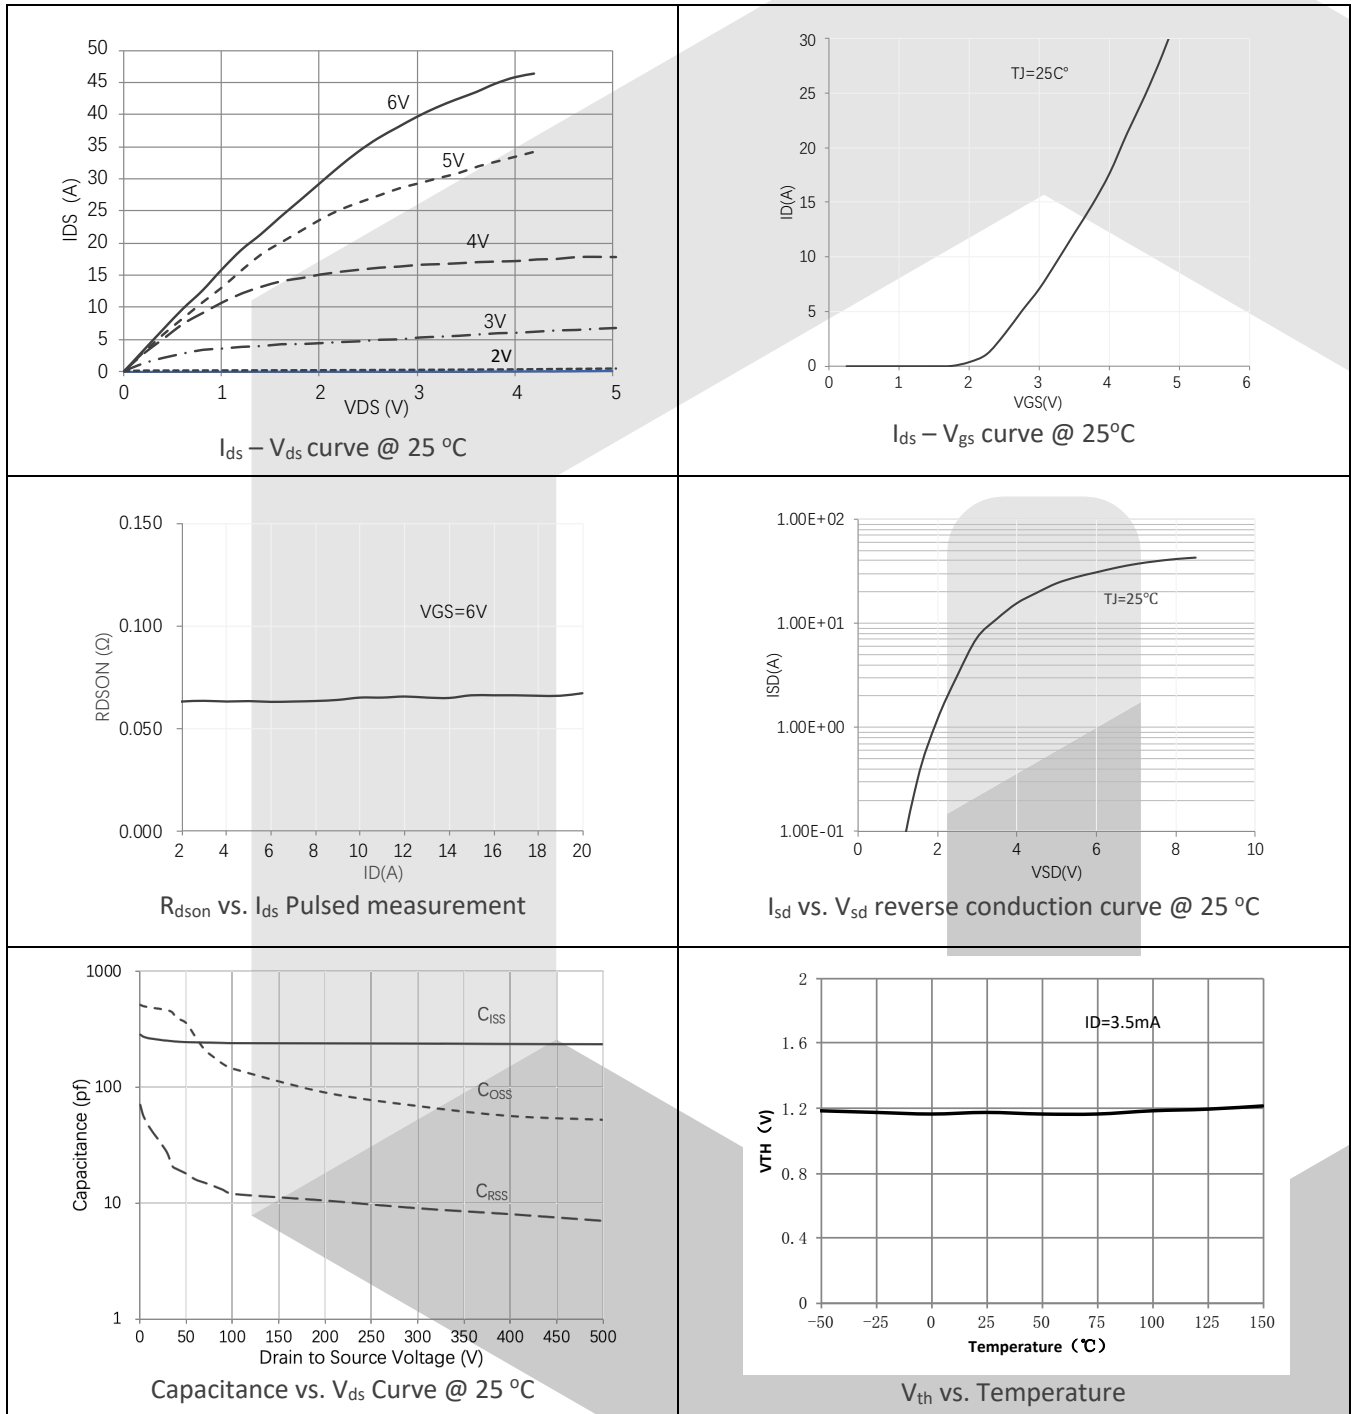 50
45
40
35
30
25
20
15
10
5
0
IDS (A)
6V
5V
4V
3V
2V
0 1 2 3 4 5
VDS (V)
Ids – Vds curve @ 25 oC
30
25
20
15
10
5
0
ID(A)
TJ=25C°
0 1 2 3 4 5 6
VGS(V)
Ids – Vgs curve @ 25oC
0.150
0.100
0.050
0.000
RDSON (Ω)
VGS=6V
2 4 6 8 10 12 14 16 18 20
ID(A)
Rdson vs. Ids Pulsed measurement
1.00E+02
1.00E+01
1.00E+00
1.00E-01
ISD(A)
TJ=25℃
0 2 4 6 8 10
VSD(V)
Isd vs. Vsd reverse conduction curve @ 25 oC
1000
100
10
1
Capacitance (pf)
CISS
COSS
CRSS
0 50 100 150 200 250 300 350 400 450 500
Drain to Source Voltage (V)
Capacitance vs. Vds Curve @ 25 oC
2
1.6
1.2
0.8
0.4
0
VTH（V）
ID=3.5mA
-50 -25 0 25 50 75 100 125 150
Temperature（℃）
Vth vs. Temperature